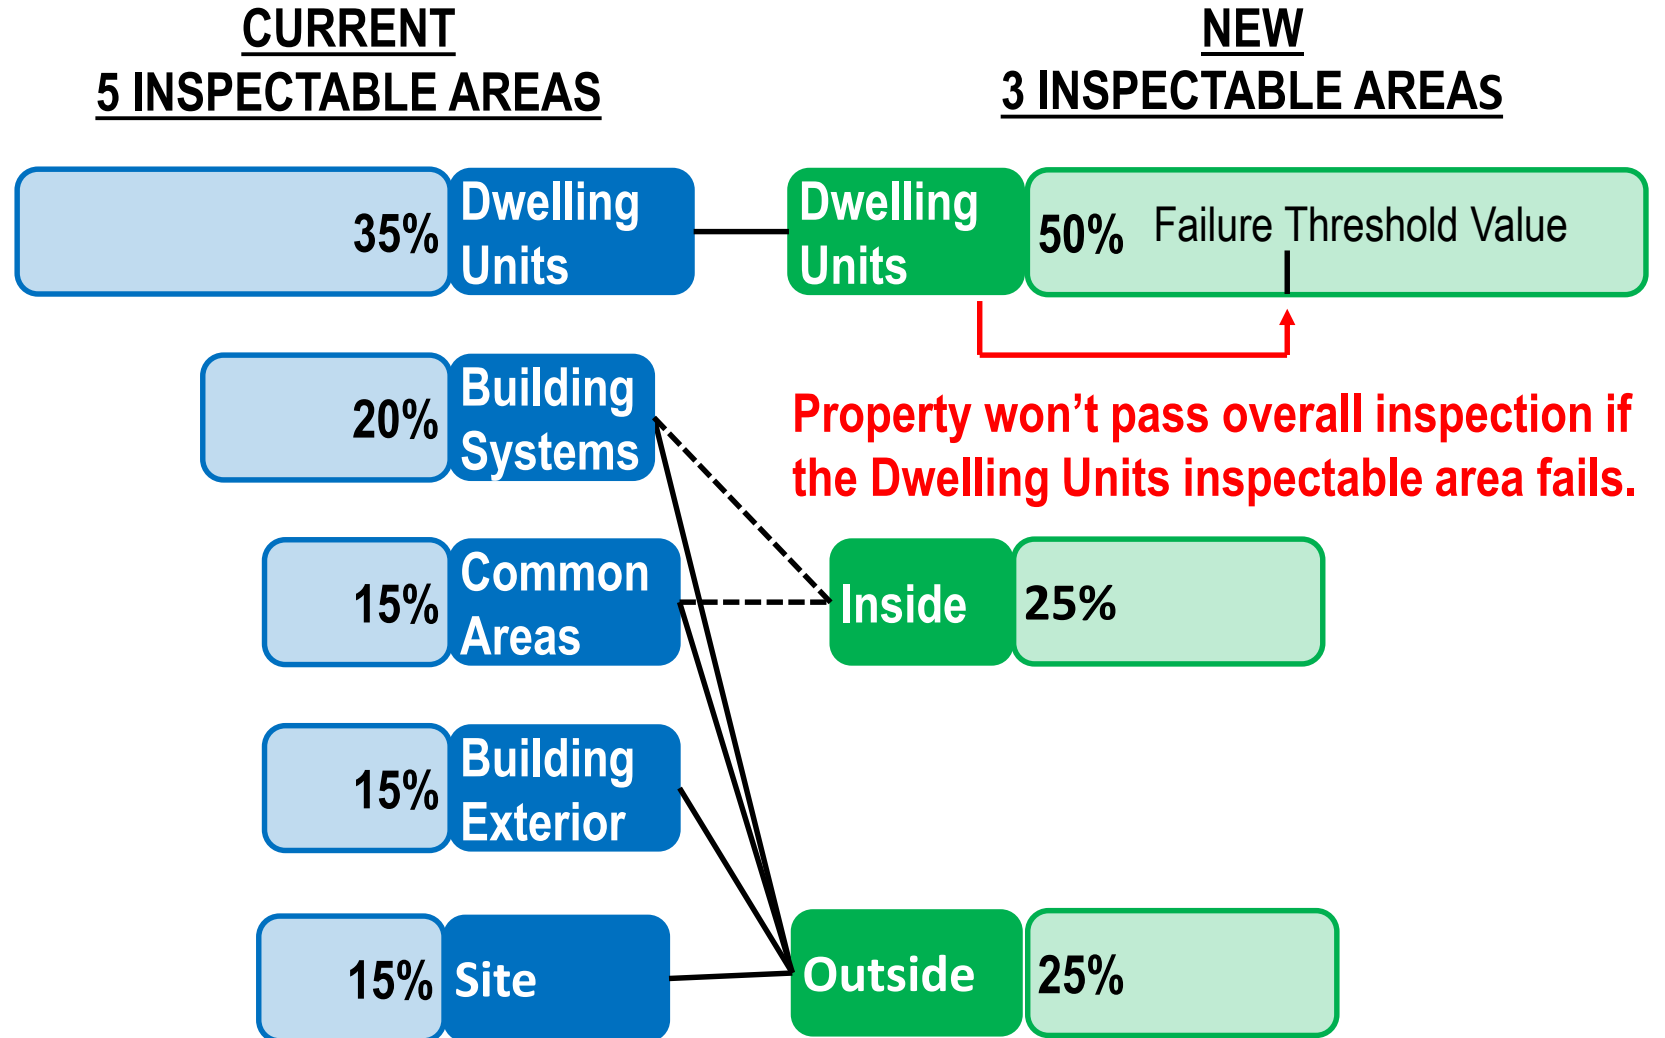 CURRENT
5 INSPECTABLE AREAS
NEW
3 INSPECTABLE AREAS
35%
Dwelling
Units
Dwelling
Units
50%
Failure Threshold Value
20%
Building
Systems
Property won’t pass overall inspection if
the Dwelling Units inspectable area fails.
15%
Common
Areas
Inside
25%
15%
Building
Exterior
15%
Site
Outside
25%